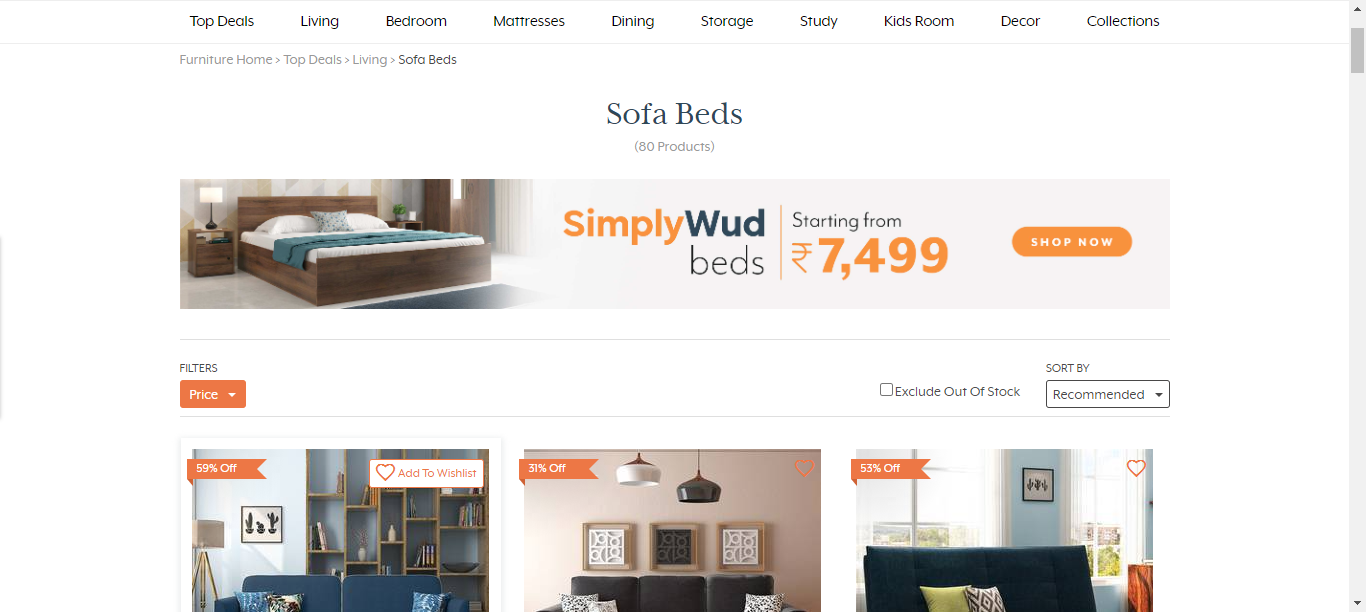 Top Deals Living Bedroom Mattresses Dining Storage Study Kids Room Decor Collections
Furniture Home > Top Deals > Living > Sofa Beds
Sofa Beds
(80 Products)
SimplyWud
beds
Starting from
₹7,499
SHOP NOW
FILTERS
Price
Exclude Out Of Stock
SORT BY
Recommended
59% Off
Add To Wishlist
31% Off
53% Off